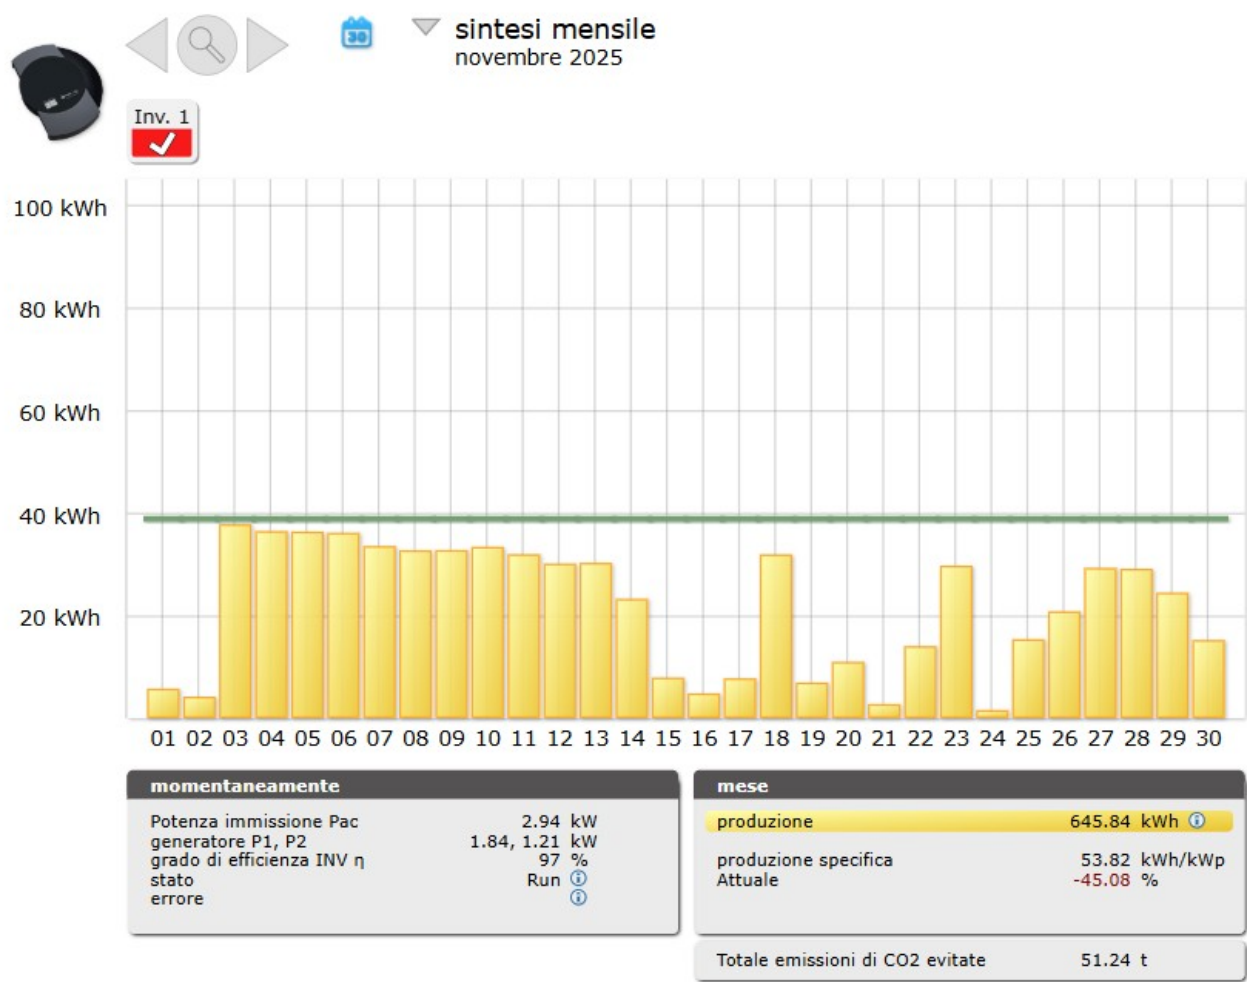 sintesi mensile
novembre 2025
30
Inv. 1
100 kWh
80 kWh
60 kWh
40 kWh
20 kWh
01 02 03 04 05 06 07 08 09 10 11 12 13 14 15 16 17 18 19 20 21 22 23 24 25 26 27 28 29 30
momentaneamente
Potenza immissione Pac 2.94 kW
generatore P1, P2 1.84, 1.21 kW
grado di efficienza INV η 97 %
stato Run i
errore i
mese
produzione 645.84 kWh i
produzione specifica 53.82 kWh/kWp
Attuale -45.08 %
Totale emissioni di CO2 evitate 51.24 t